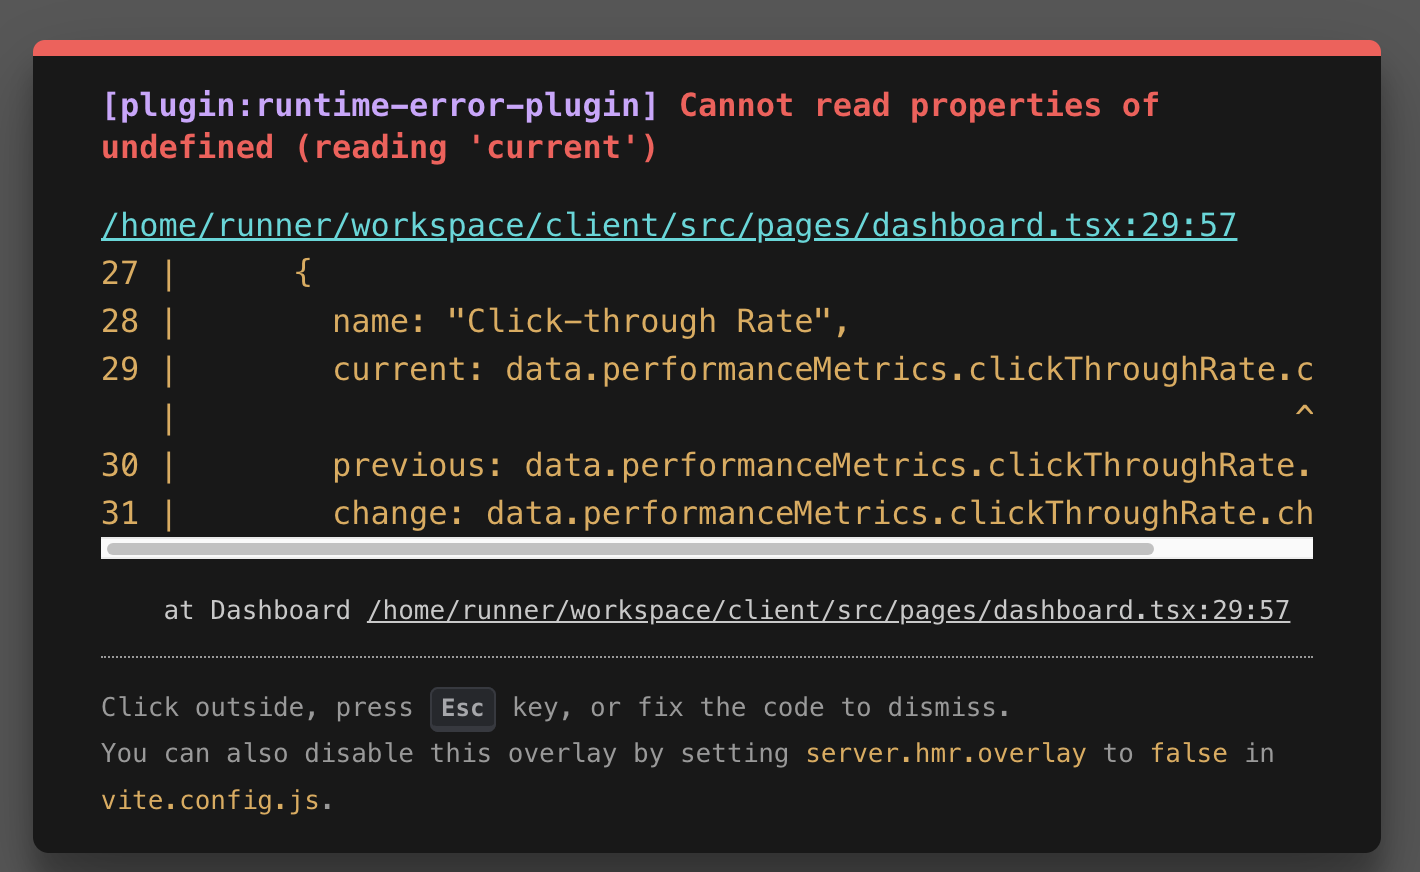 [plugin:runtime-error-plugin] Cannot read properties of
undefined (reading 'current')
/home/runner/workspace/client/src/pages/dashboard.tsx:29:57
27 |      {
28 |        name: "Click-through Rate",
29 |        current: data.performanceMetrics.clickThroughRate.c
   |                                                          ^
30 |        previous: data.performanceMetrics.clickThroughRate.
31 |        change: data.performanceMetrics.clickThroughRate.ch
at Dashboard /home/runner/workspace/client/src/pages/dashboard.tsx:29:57
Click outside, press Esc key, or fix the code to dismiss.
You can also disable this overlay by setting server.hmr.overlay to false in
vite.config.js.